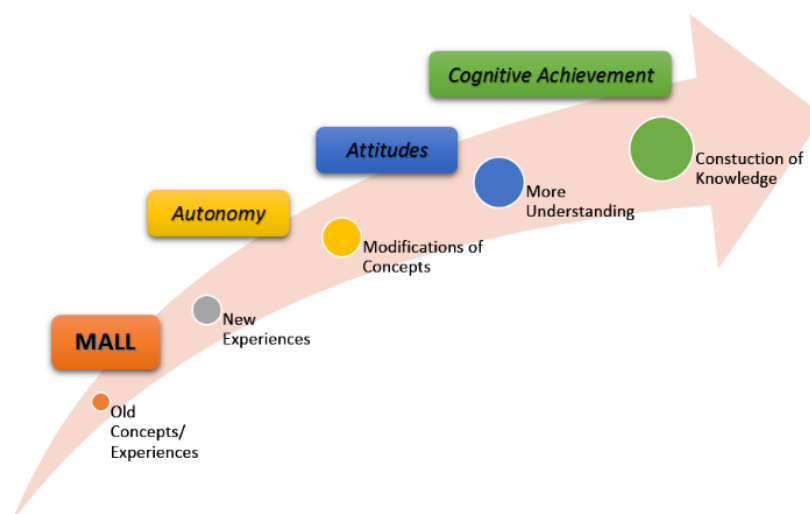 Cognitive Achievement
Constuction of
Knowledge
Attitudes
More
Understanding
Autonomy
Modifications of
Concepts
New
Experiences
MALL
Old
Concepts/
Experiences